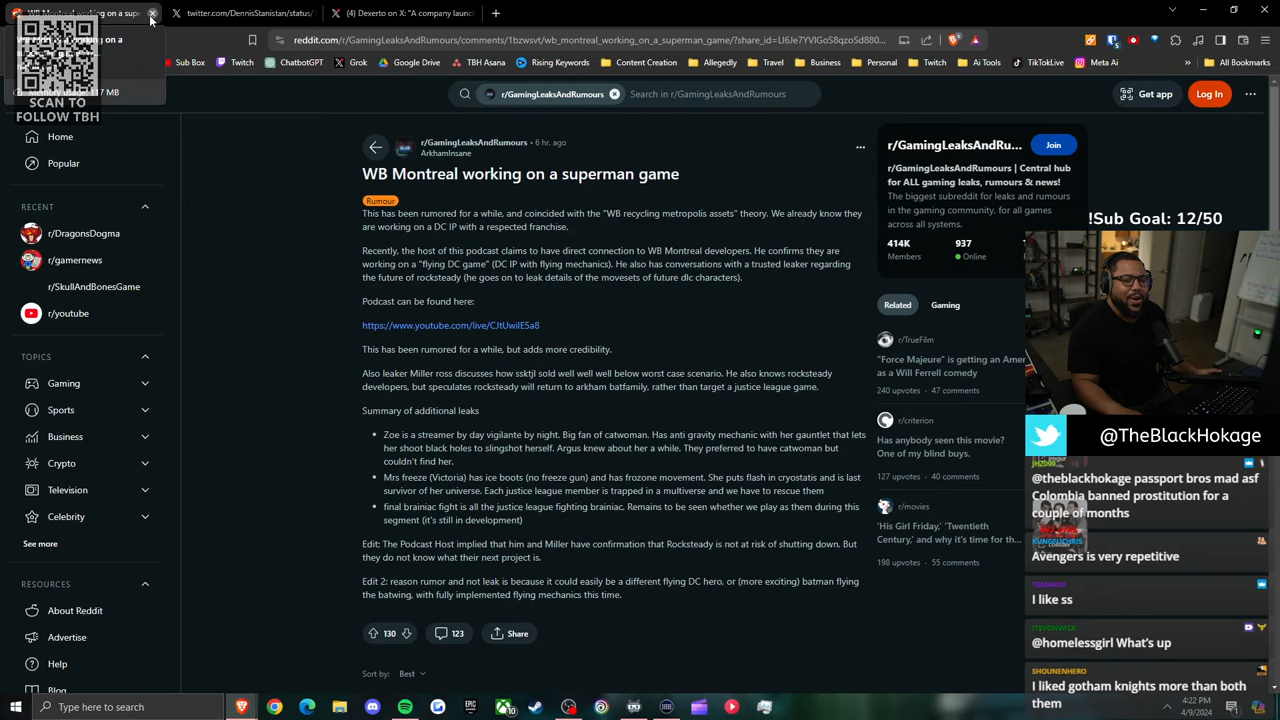 WB Montreal working on a supe
twitter.com/DennisStanistan/status/
(4) Dexerto on X: "A company launch
SCAN TO
FOLLOW TBH
Memory usage: 117 MB
reddit.com/r/GamingLeaksAndRumours/comments/1bzwsvt/wb_montreal_working_on_a_superman_game/?share_id=LI6Je7YVIGoS8qzoSd880...
Sub Box
Twitch
ChatbotGPT
Grok
Google Drive
TBH Asana
Rising Keywords
Content Creation
Allegedly
Travel
Business
Personal
Power Chat
Trends
Ai Tools
TikTokLive
Meta Ai
r/GamingLeaksAndRumours
Search in r/GamingLeaksAndRumours
Get app
Log In
Home
Popular
RECENT
r/DragonsDogma
r/gamernews
r/SkullAndBonesGame
r/youtube
TOPICS
Gaming
Sports
Business
Crypto
Television
Celebrity
See more
RESOURCES
About Reddit
Advertise
Help
Blog
r/GamingLeaksAndRumours • 6 hr. ago
ArkhamInsane
WB Montreal working on a superman game
Rumour
This has been rumored for a while, and coincided with the "WB recycling metropolis assets" theory. We already know they
are working on a DC IP with a respected franchise.
Recently, the host of this podcast claims to have direct connection to WB Montreal developers. He confirms they are
working on a "flying DC game" (DC IP with flying mechanics). He also has conversations with a trusted leaker regarding
the future of rocksteady (he goes on to leak details of the movesets of future dlc characters).
Podcast can be found here:
https://www.youtube.com/live/CJtUwiIE5a8
This has been rumored for a while, but adds more credibility.
Also leaker Miller ross discusses how ssktjl sold well well well below worst case scenario. He also knows rocksteady
developers, but speculates rocksteady will return to arkham batfamily, rather than target a justice league game.
Summary of additional leaks
• Zoe is a streamer by day vigilante by night. Big fan of catwoman. Has anti gravity mechanic with her gauntlet that lets
her shoot black holes to slingshot herself. Argus knew about her a while. They preferred to have catwoman but
couldn't find her.
• Mrs freeze (Victoria) has ice boots (no freeze gun) and has frozone movement. She puts flash in cryostatis and is last
survivor of her universe. Each justice league member is trapped in a multiverse and we have to rescue them
• final brainiac fight is all the justice league fighting brainiac. Remains to be seen whether we play as them during this
segment (it's still in development)
Edit: The Podcast Host implied that him and Miller have confirmation that Rocksteady is not at risk of shutting down. But
they do not know what their next project is.
Edit 2: reason rumor and not leak is because it could easily be a different flying DC hero, or (more exciting) batman flying
the batwing, with fully implemented flying mechanics this time.
130
123
Share
Sort by: Best
r/GamingLeaksAndRu...
Join
r/GamingLeaksAndRumours | Central hub
for ALL gaming leaks, rumours & news!
The biggest subreddit for leaks and rumours
in the gaming community, for all games
across all systems.
414K
937
Members
Online
Related
Gaming
r/TrueFilm
"Force Majeure" is getting an Amer
as a Will Ferrell comedy
240 upvotes • 47 comments
r/criterion
Has anybody seen this movie?
One of my blind buys.
127 upvotes • 40 comments
r/movies
'His Girl Friday,' 'Twentieth
Century,' and why it's time for th...
198 upvotes • 55 comments
!Sub Goal: 12/50
@TheBlackHokage
JHZ099
@theblackhokage passport bros mad asf
Colombia banned prostitution for a
couple of months
Avengers is very repetitive
I like ss
ITSVONWICK
@homelessgirl What's up
SHOUNENHERO
I liked gotham knights more than both
them
Type here to search
4:22 PM
4/9/2024